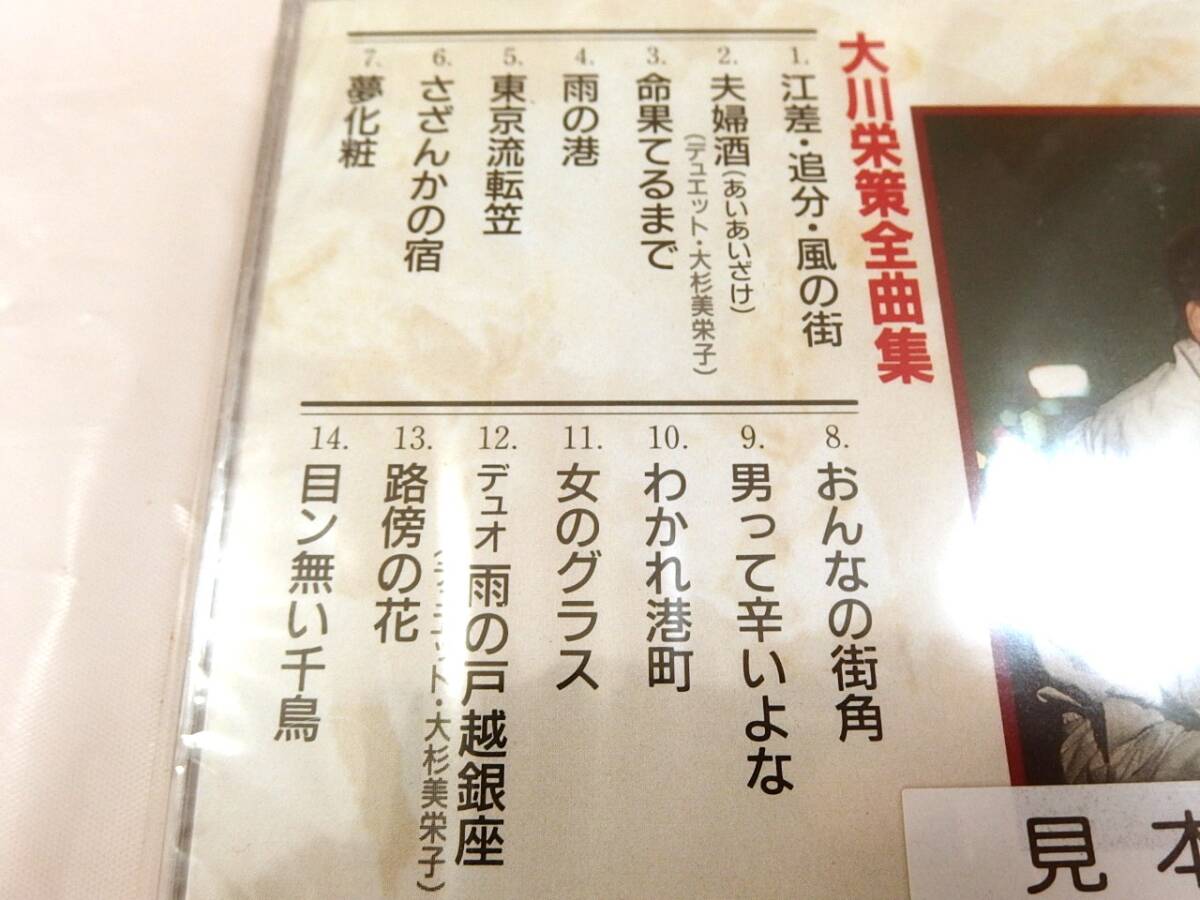 大川栄策全曲集
1. 江差・追分・風の街
2. 夫婦酒(あいあいざけ)
(デュエット・大杉美栄子)
3. 命果てるまで
4. 雨の港
5. 東京流転笠
6. さざんかの宿
7. 夢化粧
8. おんなの街角
9. 男って辛いよな
10. わかれ港町
11. 女のグラス
12. デュオ 雨の戸越銀座
(デュエット・大杉美栄子)
13. 路傍の花
14. 目ン無い千鳥
見本